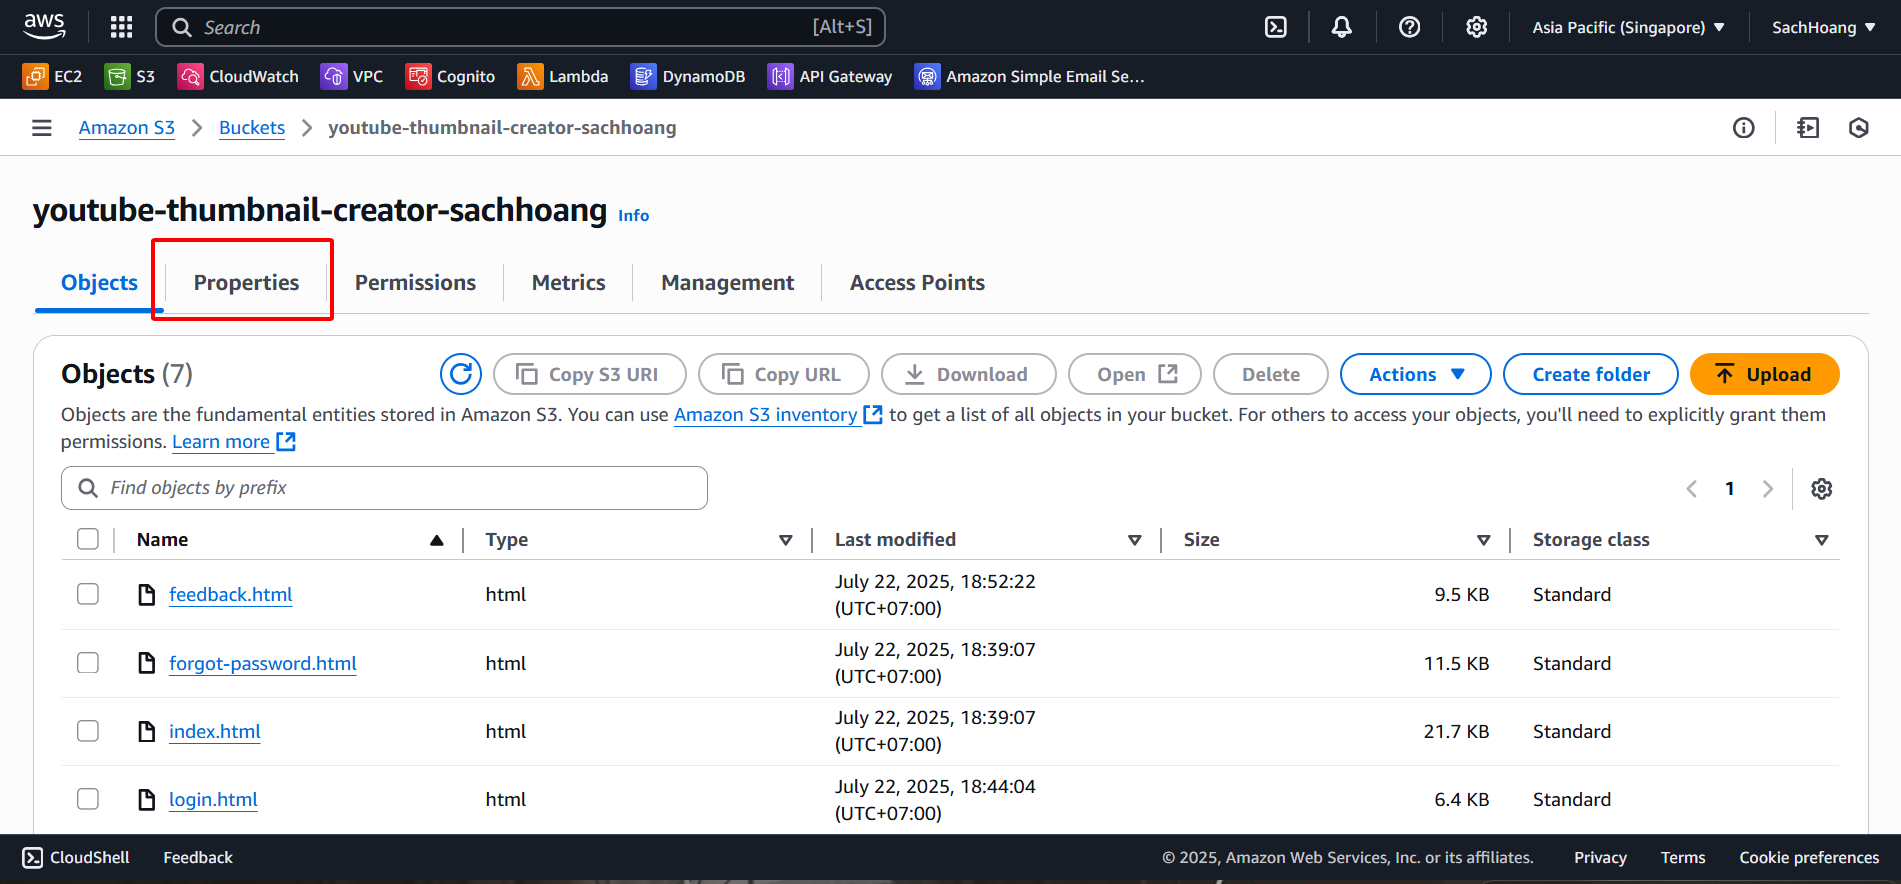 aws Search [Alt+S] Asia Pacific (Singapore) SachHoang
EC2 S3 CloudWatch VPC Cognito Lambda DynamoDB API Gateway Amazon Simple Email Se...
Amazon S3 Buckets youtube-thumbnail-creator-sachhoang
youtube-thumbnail-creator-sachhoang Info
Objects Properties Permissions Metrics Management Access Points
Objects (7) Copy S3 URI Copy URL Download Open Delete Actions Create folder Upload
Objects are the fundamental entities stored in Amazon S3. You can use Amazon S3 inventory to get a list of all objects in your bucket. For others to access your objects, you'll need to explicitly grant them
permissions. Learn more
Find objects by prefix 1
Name Type Last modified Size Storage class
feedback.html html July 22, 2025, 18:52:22 9.5 KB Standard
(UTC+07:00)
forgot-password.html html July 22, 2025, 18:39:07 11.5 KB Standard
(UTC+07:00)
index.html html July 22, 2025, 18:39:07 21.7 KB Standard
(UTC+07:00)
login.html html July 22, 2025, 18:44:04 6.4 KB Standard
(UTC+07:00)
CloudShell Feedback © 2025, Amazon Web Services, Inc. or its affiliates. Privacy Terms Cookie preferences